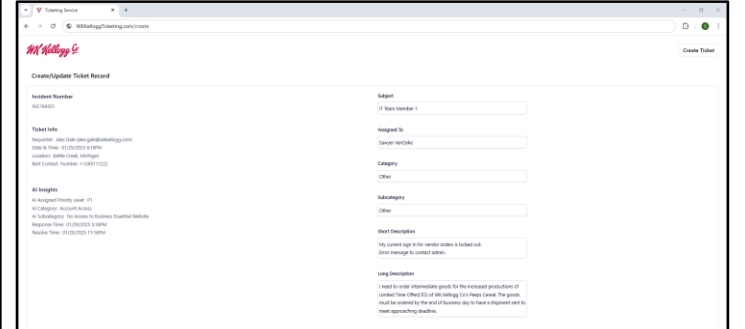 Ticketing Service
WKKelloggTicketing.com/create
WK Kellogg Co
Create Ticket
Create/Update Ticket Record
Incident Number
INC184301
Subject
IT Team Member 1
Ticket Info
Requester: Alex Gale (alex.gale@wkkellogg.com)
Date & Time: 01/29/2025 4:16PM
Location: Battle Creek, Michigan
Best Contact Number: +1269111222
Assigned To
Sawyer VanDyke
Category
Other
AI Insights
AI Assigned Priority Level: P1
AI Category: Account Access
AI Subcategory: No Access to Business Essential Website
Response Time: 01/29/2025 5:16PM
Resolve Time: 01/29/2025 11:16PM
Subcategory
Other
Short Description
My current sign in for vendor orders is locked out.
Error message to contact admin.
Long Description
I need to order intermediate goods for the increased productions of
Limited Time Offer(LTO) of WK Kellogg Co's Peeps Cereal. The goods
must be ordered by the end of business day to have a shipment sent to
meet approaching deadline.